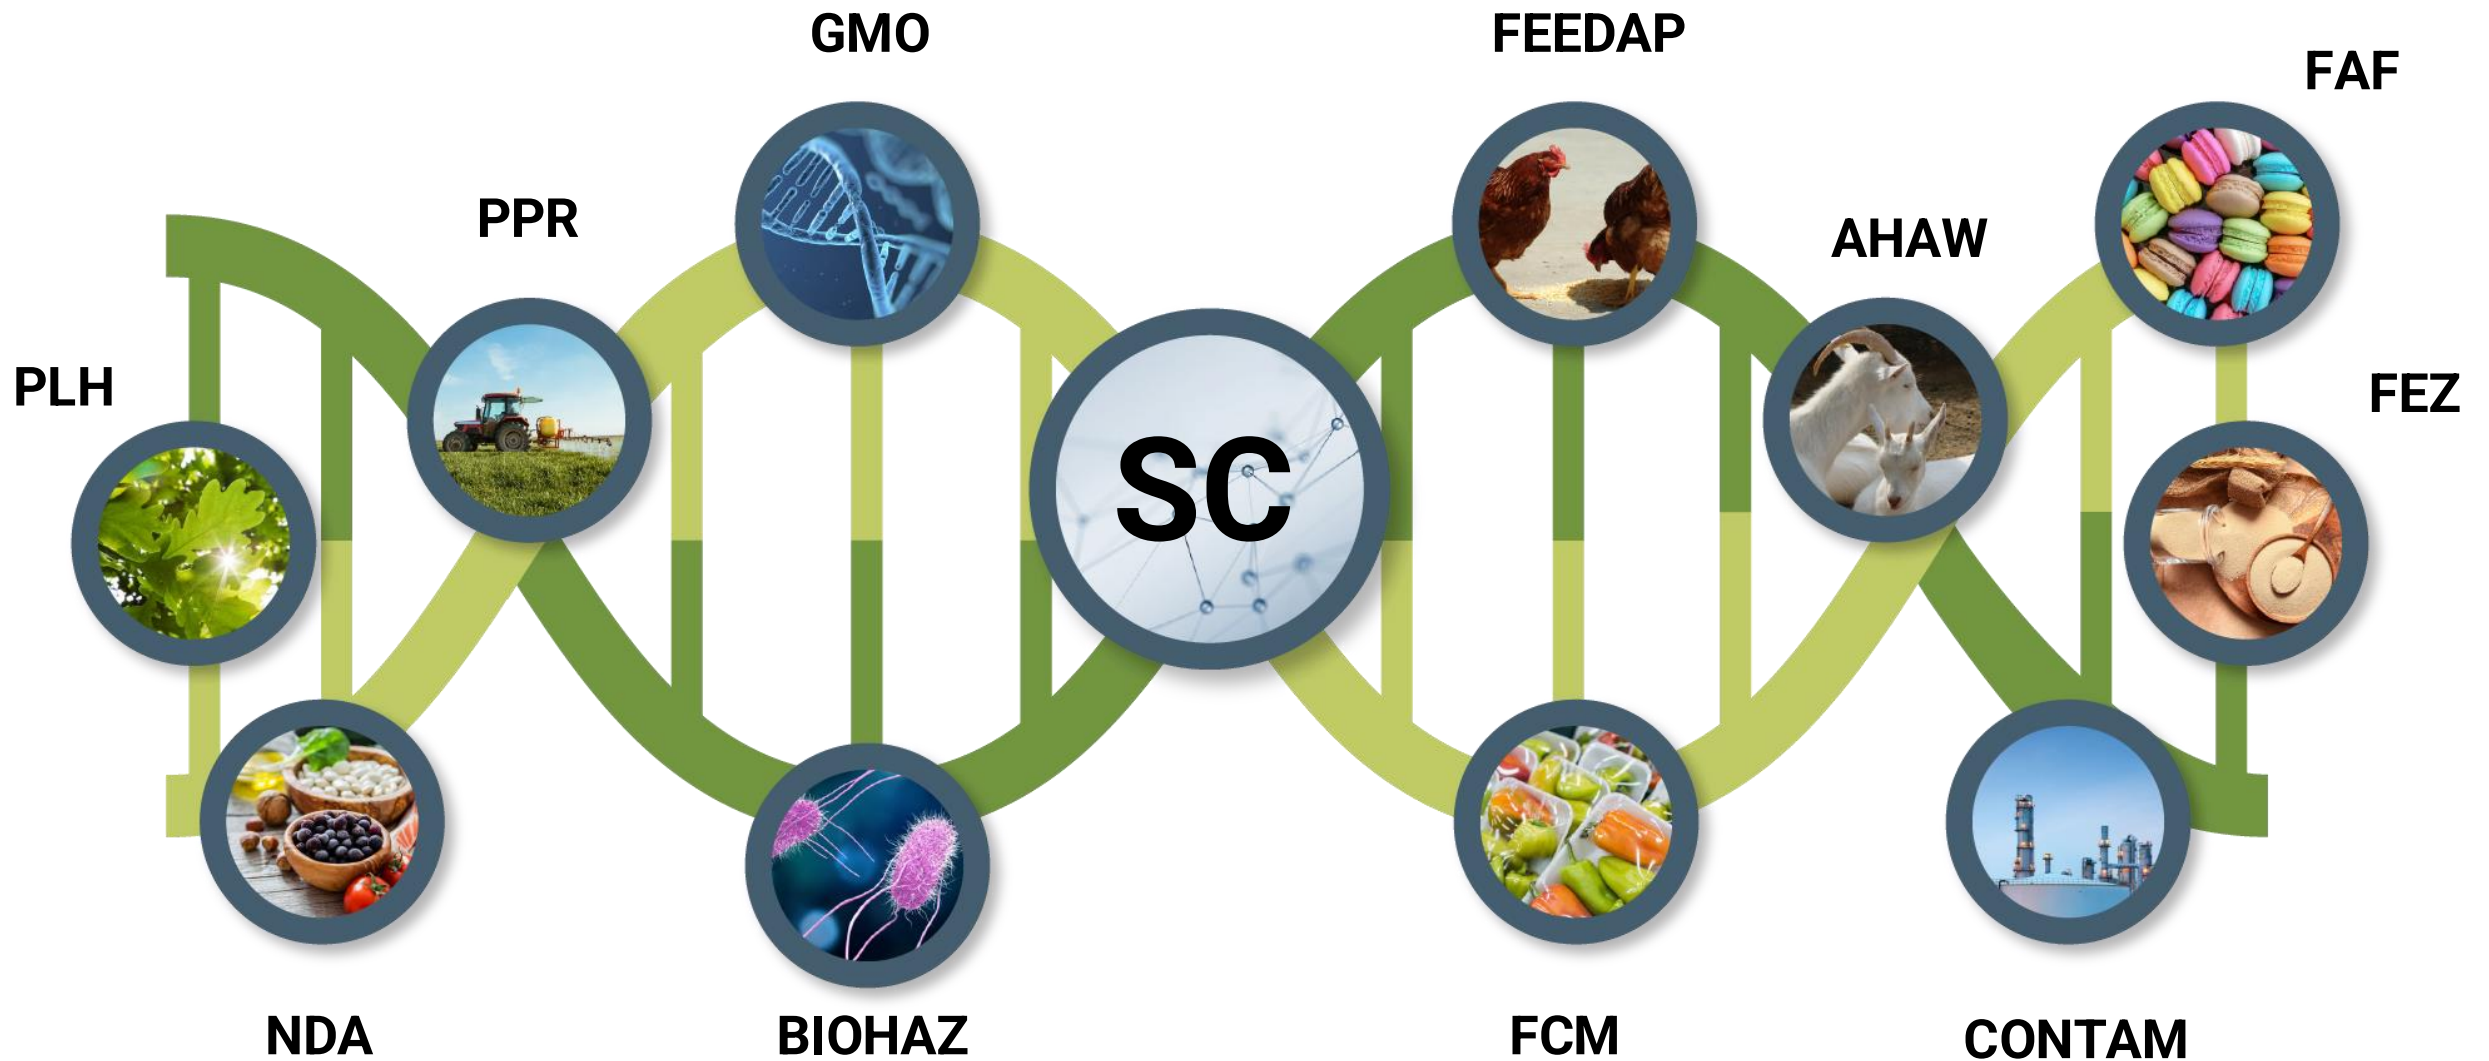 GMO
FEEDAP
FAF
PPR
AHAW
PLH
FEZ
SC
NDA
BIOHAZ
FCM
CONTAM